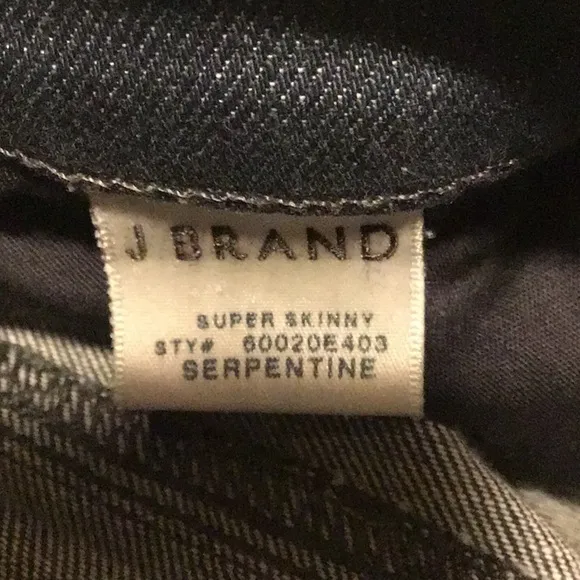 J BRAND
SUPER SKINNY
STY# 60020E403
SERPENTINE